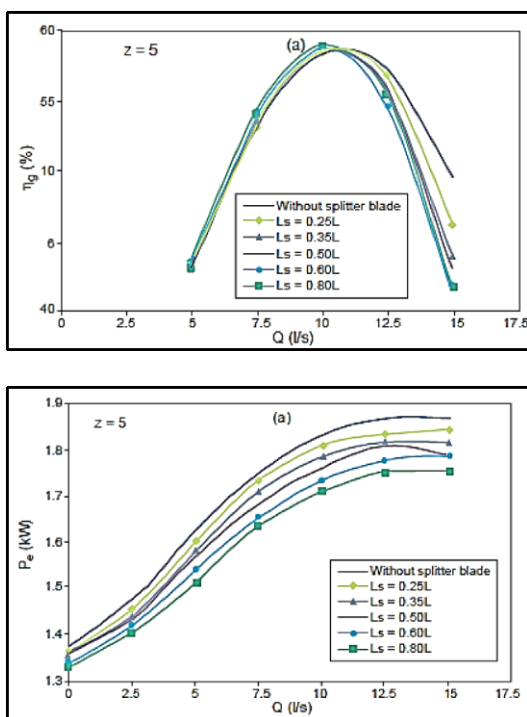 60
z = 5
(a)
55
10
6
40
ηg (%)
Without splitter blade
Ls = 0.25L
Ls = 0.35L
Ls = 0.50L
Ls = 0.60L
Ls = 0.80L
0
2.5
5
7.5
10
12.5
15
17.5
Q (l/s)
1.9
z = 5
(a)
1.8
1.7
1.6
1.5
1.4
1.3
Pe (kW)
Without splitter blade
Ls = 0.25L
Ls = 0.35L
Ls = 0.50L
Ls = 0.60L
Ls = 0.80L
0
2.5
5
7.5
10
12.5
15
17.5
Q (l/s)